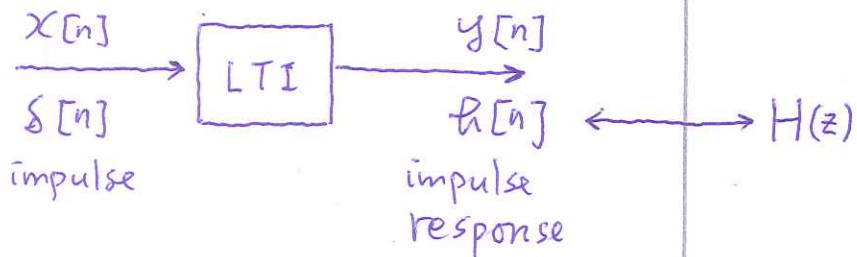 x[n]
LTI
y[n]
δ[n]
h[n]
H(z)
impulse
impulse
response